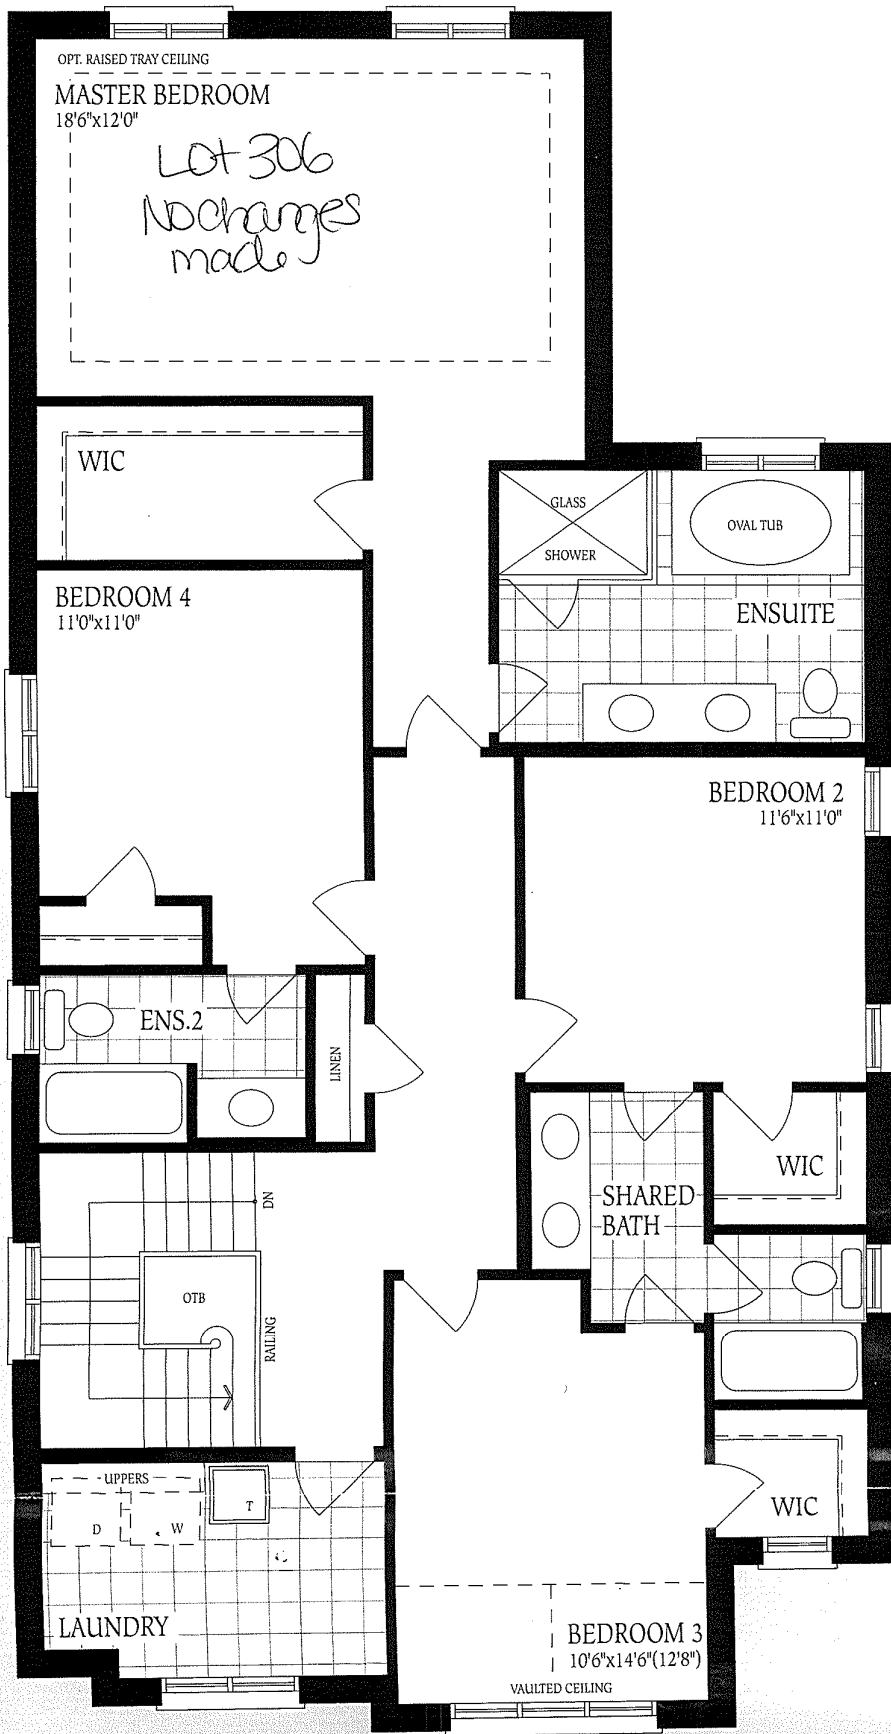 OPT. RAISED TRAY CEILING
MASTER BEDROOM
18'6"x12'0"
Lot 306
No changes
made
WIC
GLASS
SHOWER
OVAL TUB
ENSUITE
BEDROOM 4
11'0"x11'0"
BEDROOM 2
11'6"x11'0"
ENS.2
LINEN
WIC
SHARED
BATH
DN
OTB
RAILING
UPPERS
D
W
T
WIC
LAUNDRY
BEDROOM 3
10'6"x14'6"(12'8")
VAULTED CEILING